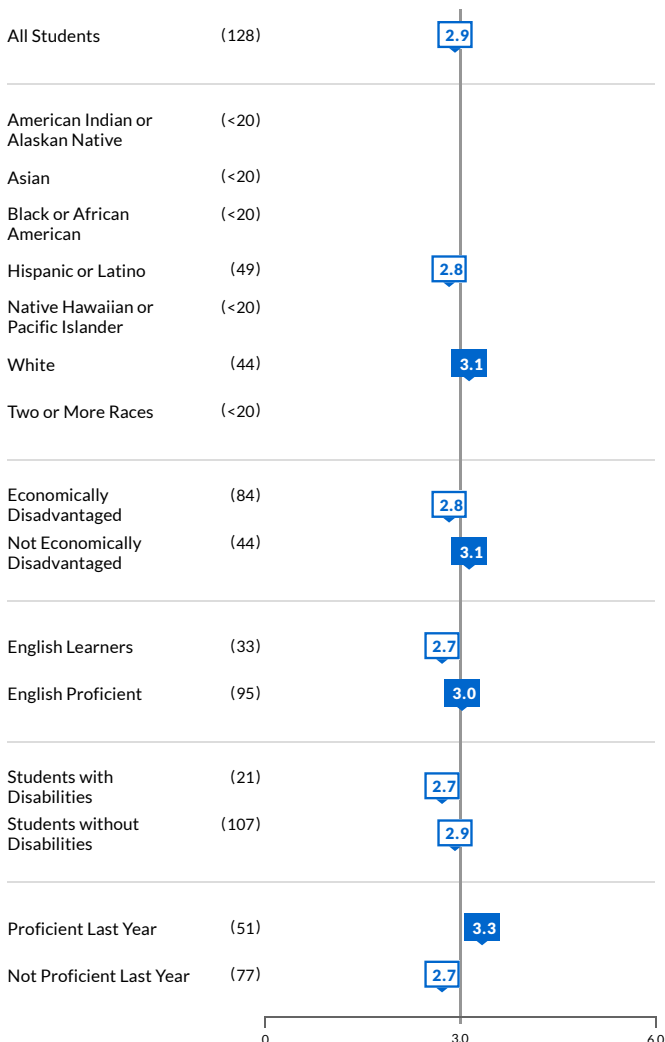 All Students (128) 2.9
American Indian or (<20)
Alaskan Native
Asian (<20)
Black or African (<20)
American
Hispanic or Latino (49) 2.8
Native Hawaiian or (<20)
Pacific Islander
White (44) 3.1
Two or More Races (<20)
Economically (84) 2.8
Disadvantaged
Not Economically (44) 3.1
Disadvantaged
English Learners (33) 2.7
English Proficient (95) 3.0
Students with (21) 2.7
Disabilities
Students without (107) 2.9
Disabilities
Proficient Last Year (51) 3.3
Not Proficient Last Year (77) 2.7
0 3.0 6.0